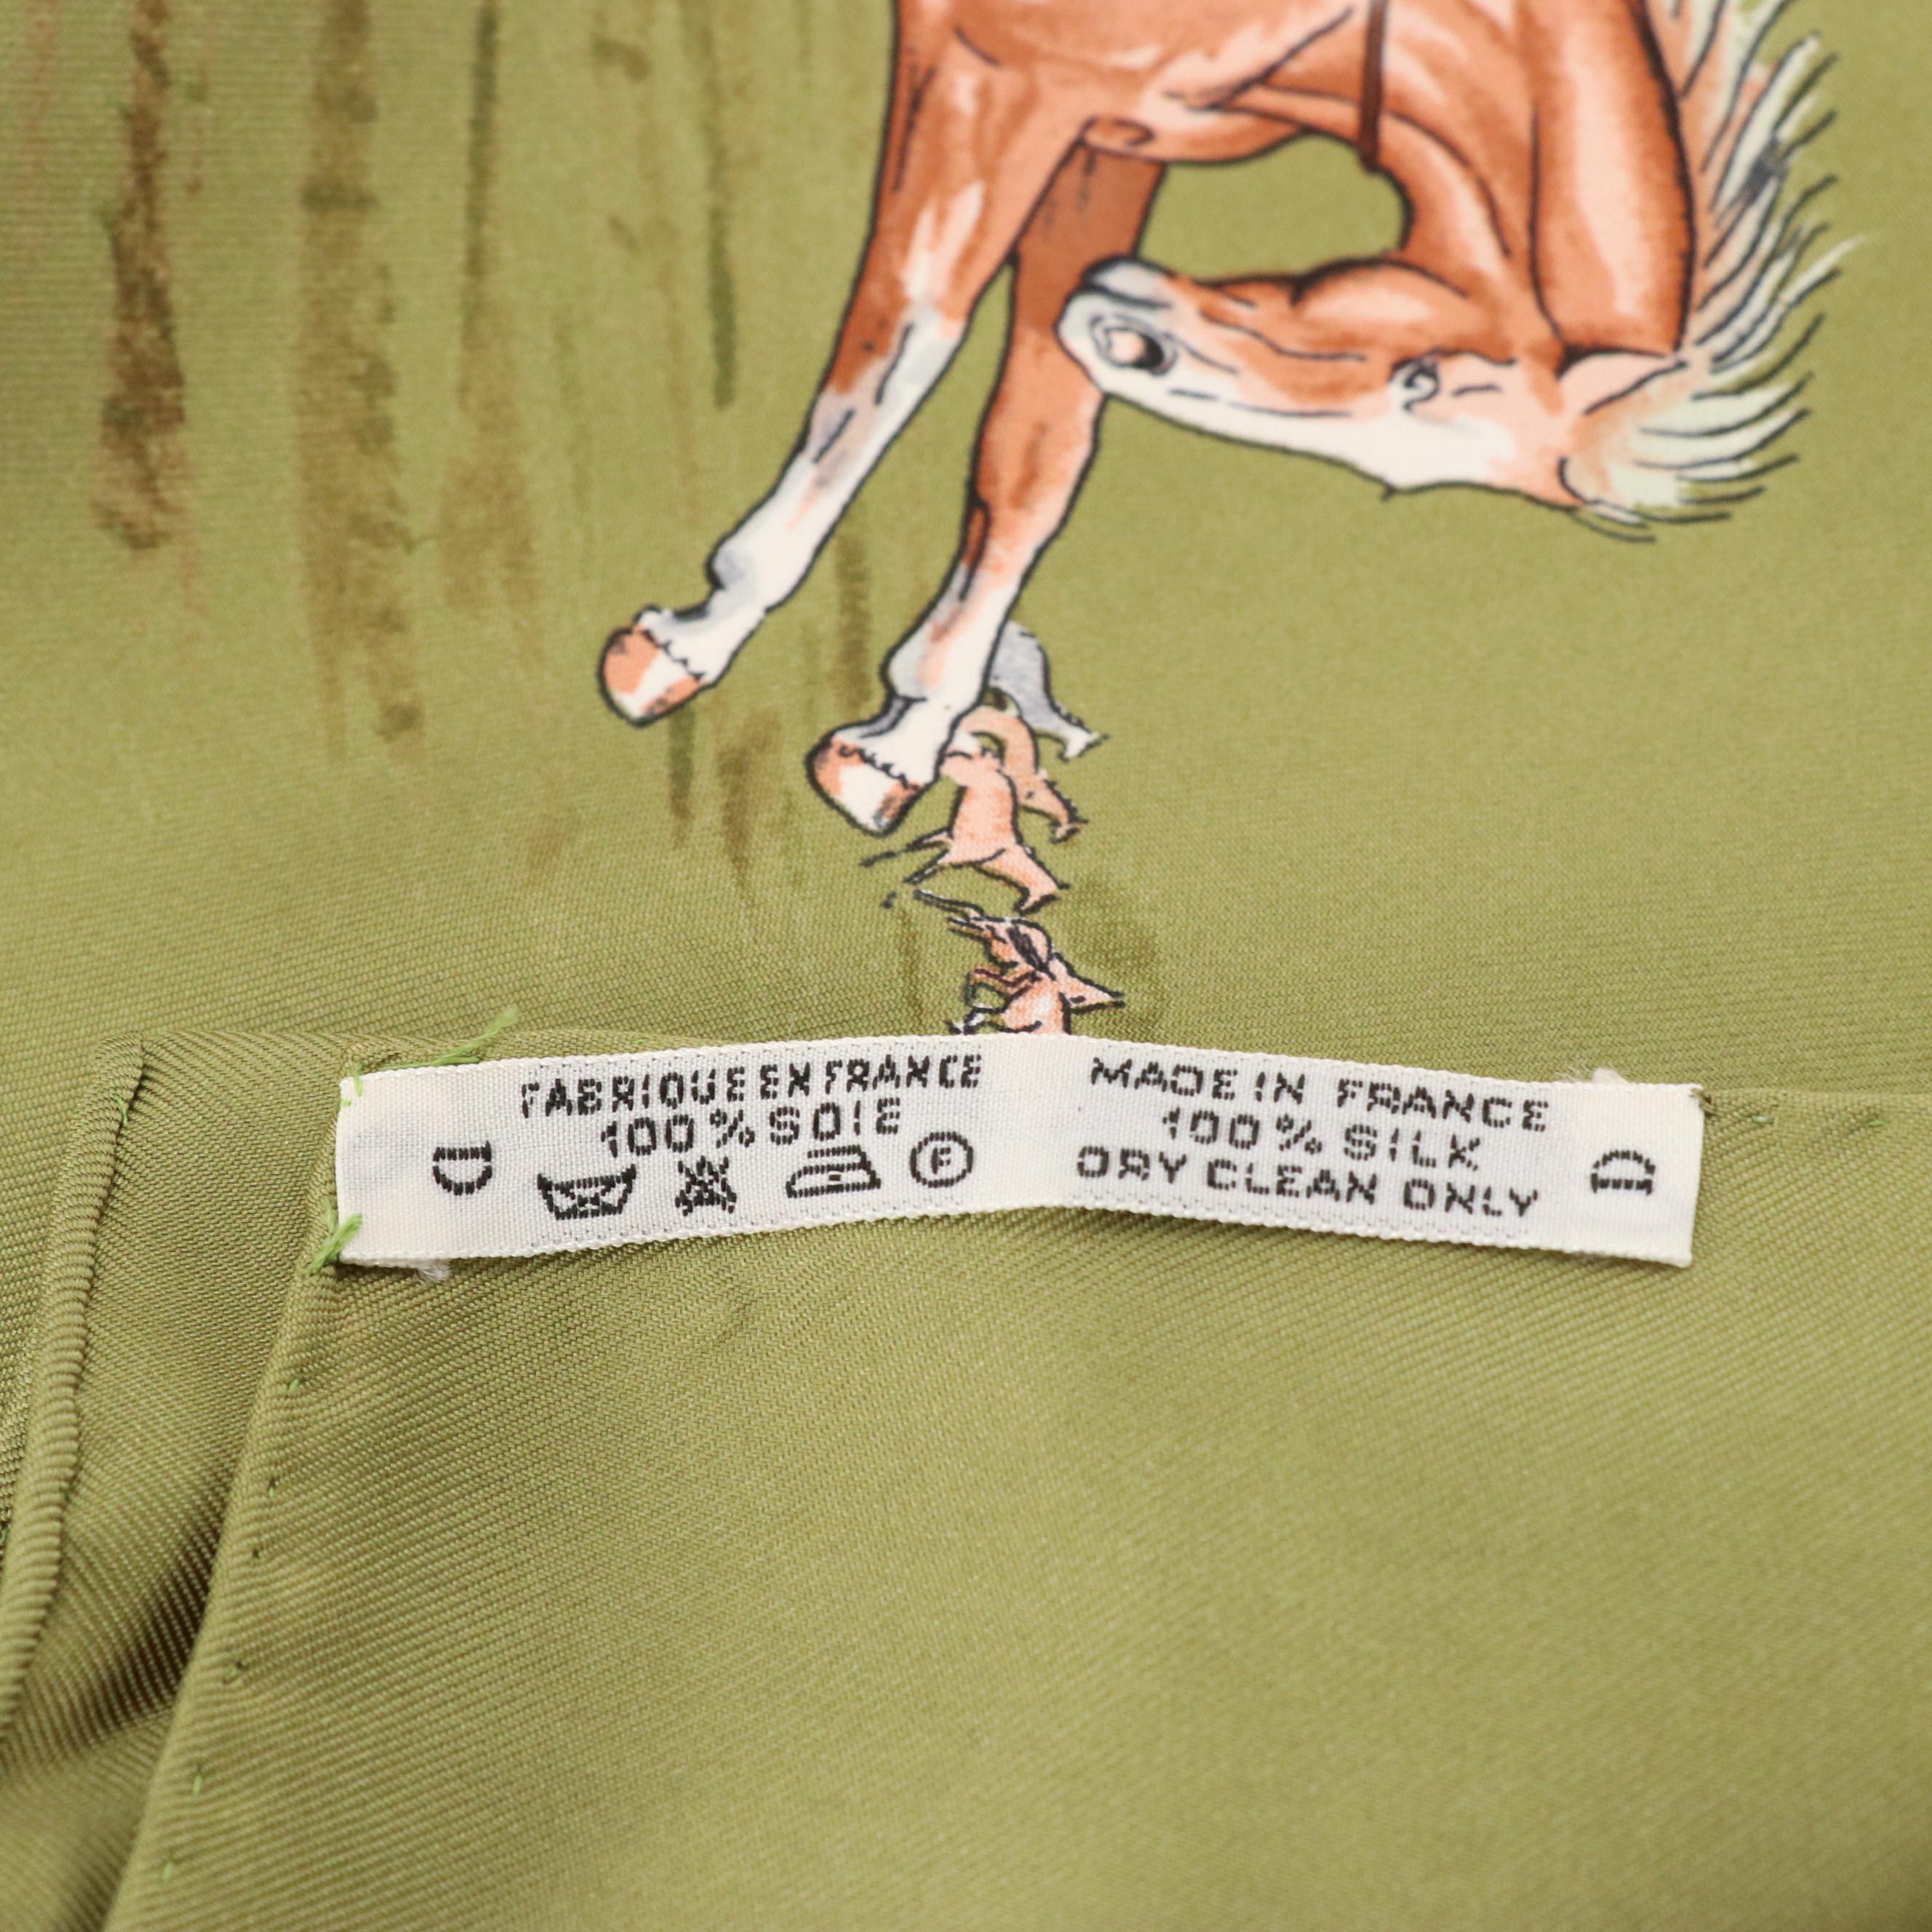 FABRIQUE EN FRANCE
100% SOIE
D
F
MADE IN FRANCE
100% SILK
DRY CLEAN ONLY
D